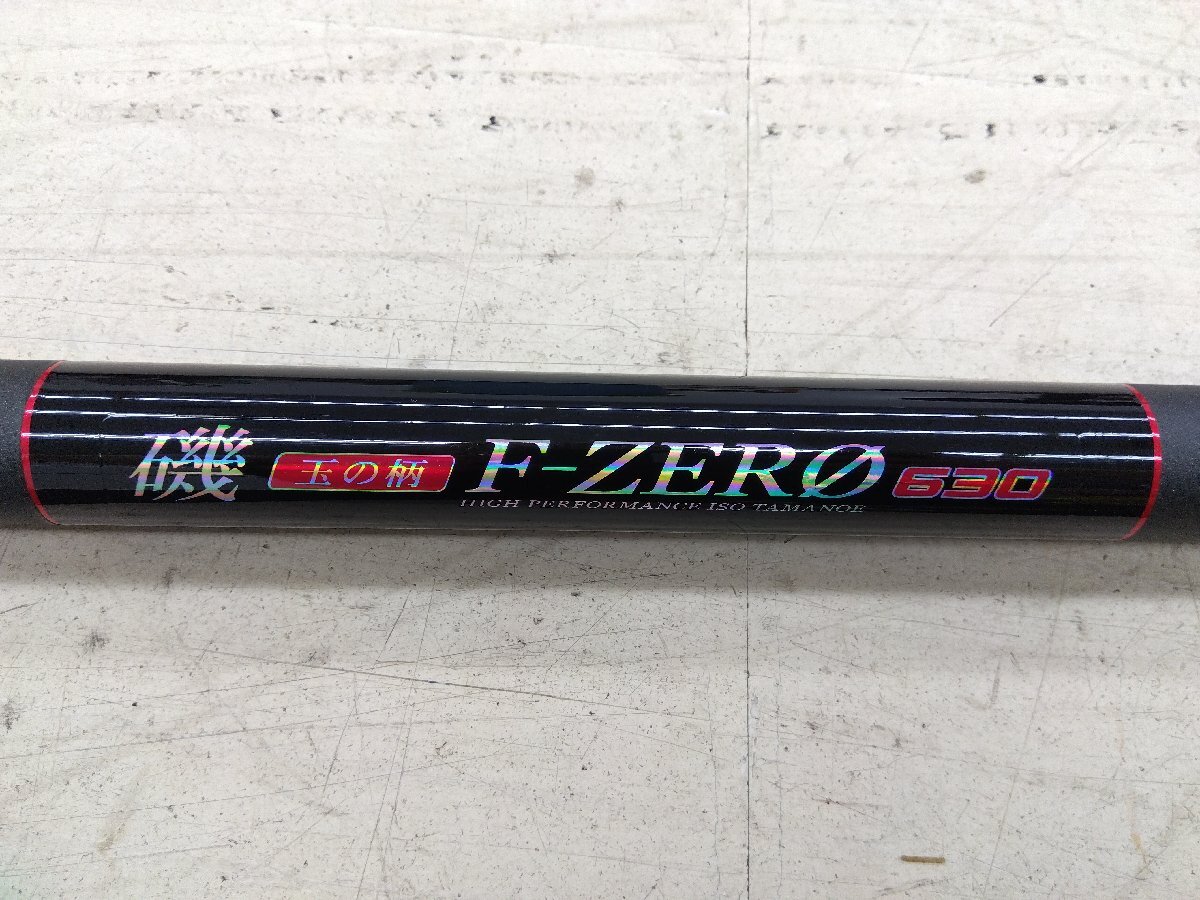 磯 玉の柄 F-ZERØ 630
HIGH PERFORMANCE ISO TAMANOE